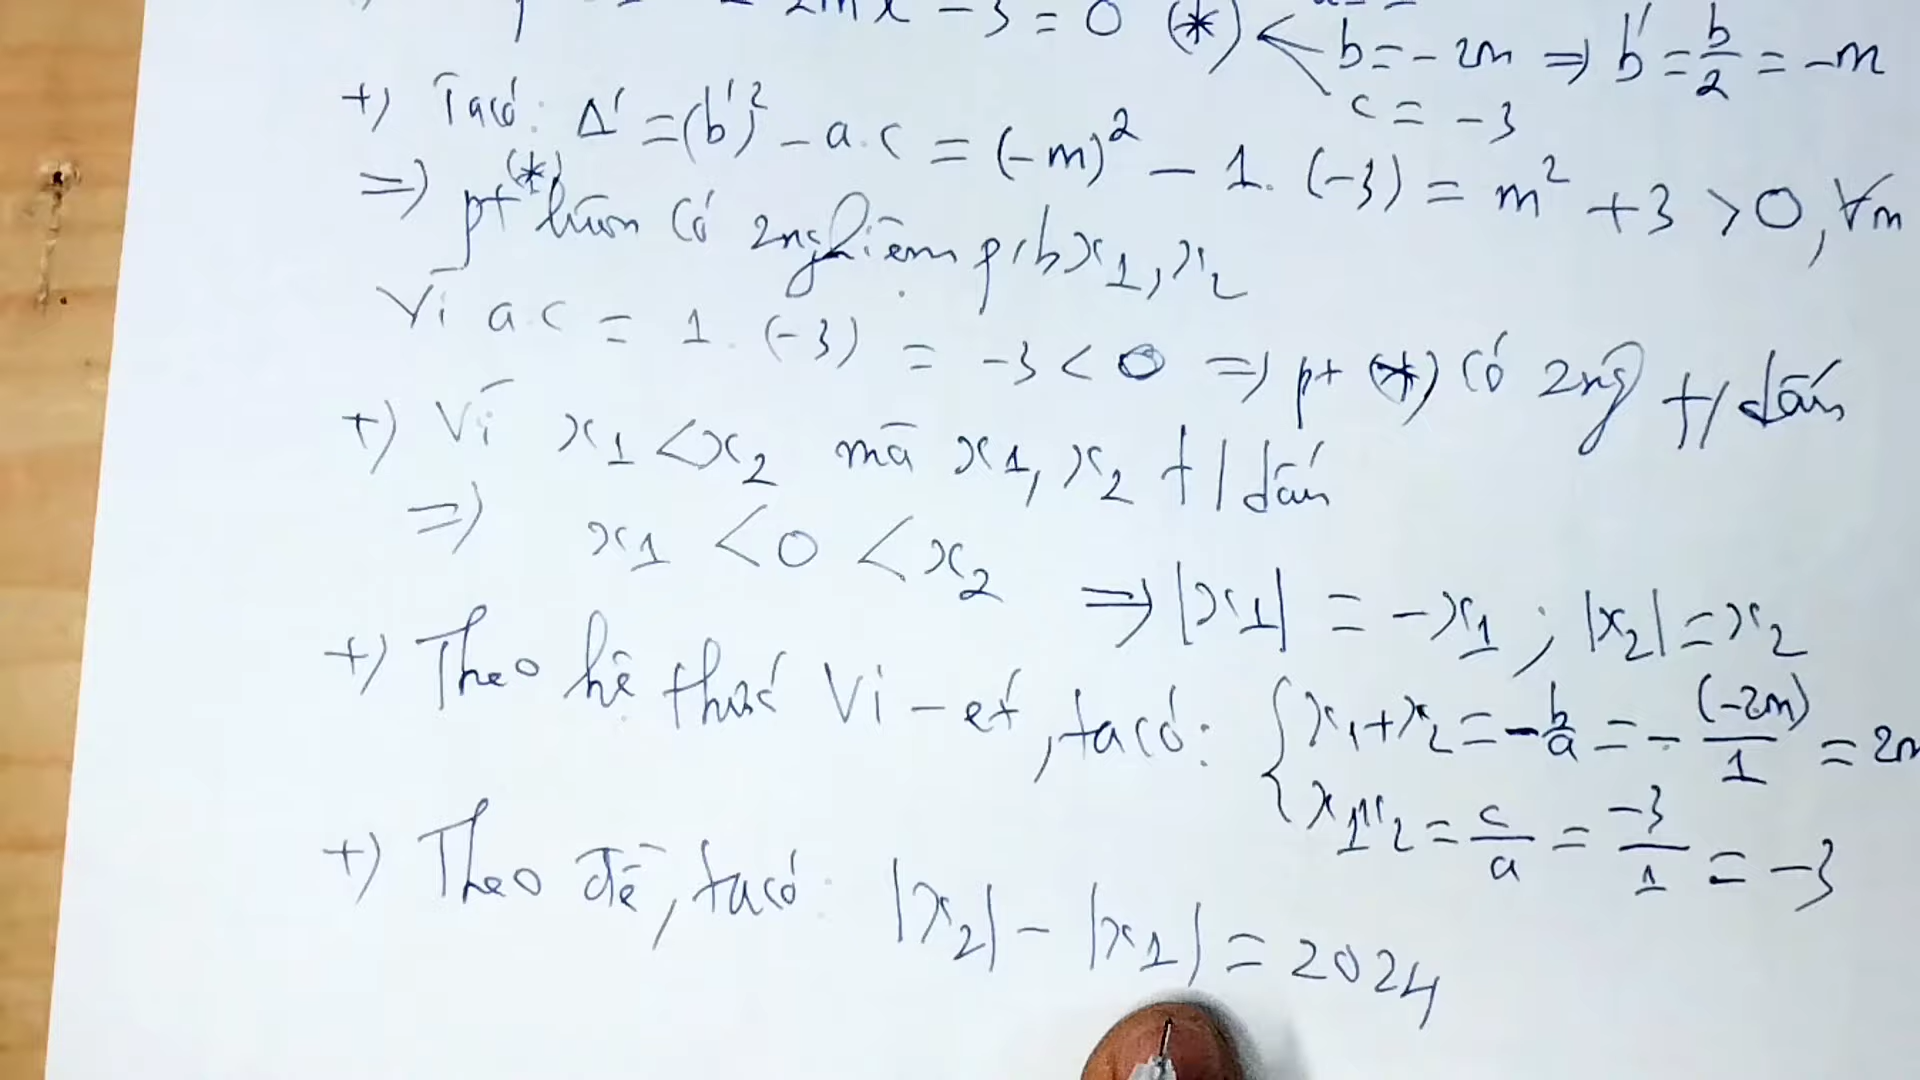 - 2mx - 3 = 0 (*)
b = - 2m ⇒ b' = b/2 = -m
c = -3
+) Ta có: Δ' = (b')² - a.c = (-m)² - 1.(-3) = m² + 3 > 0, ∀m
⇒ pt (*) luôn có 2 nghiệm p/b x₁, x₂
Vì a.c = 1.(-3) = -3 < 0 ⇒ pt (*) có 2 ng t/dấu
+) Vì x₁ < x₂ mà x₁, x₂ t/dấu
⇒ x₁ < 0 < x₂ ⇒ |x₁| = -x₁ ; |x₂| = x₂
+) Theo hệ thức Vi-ét, ta có: { x₁ + x₂ = -b/a = -(-2m)/1 = 2m
x₁x₂ = c/a = -3/1 = -3
+) Theo đề, ta có: |x₂| - |x₁| = 2024